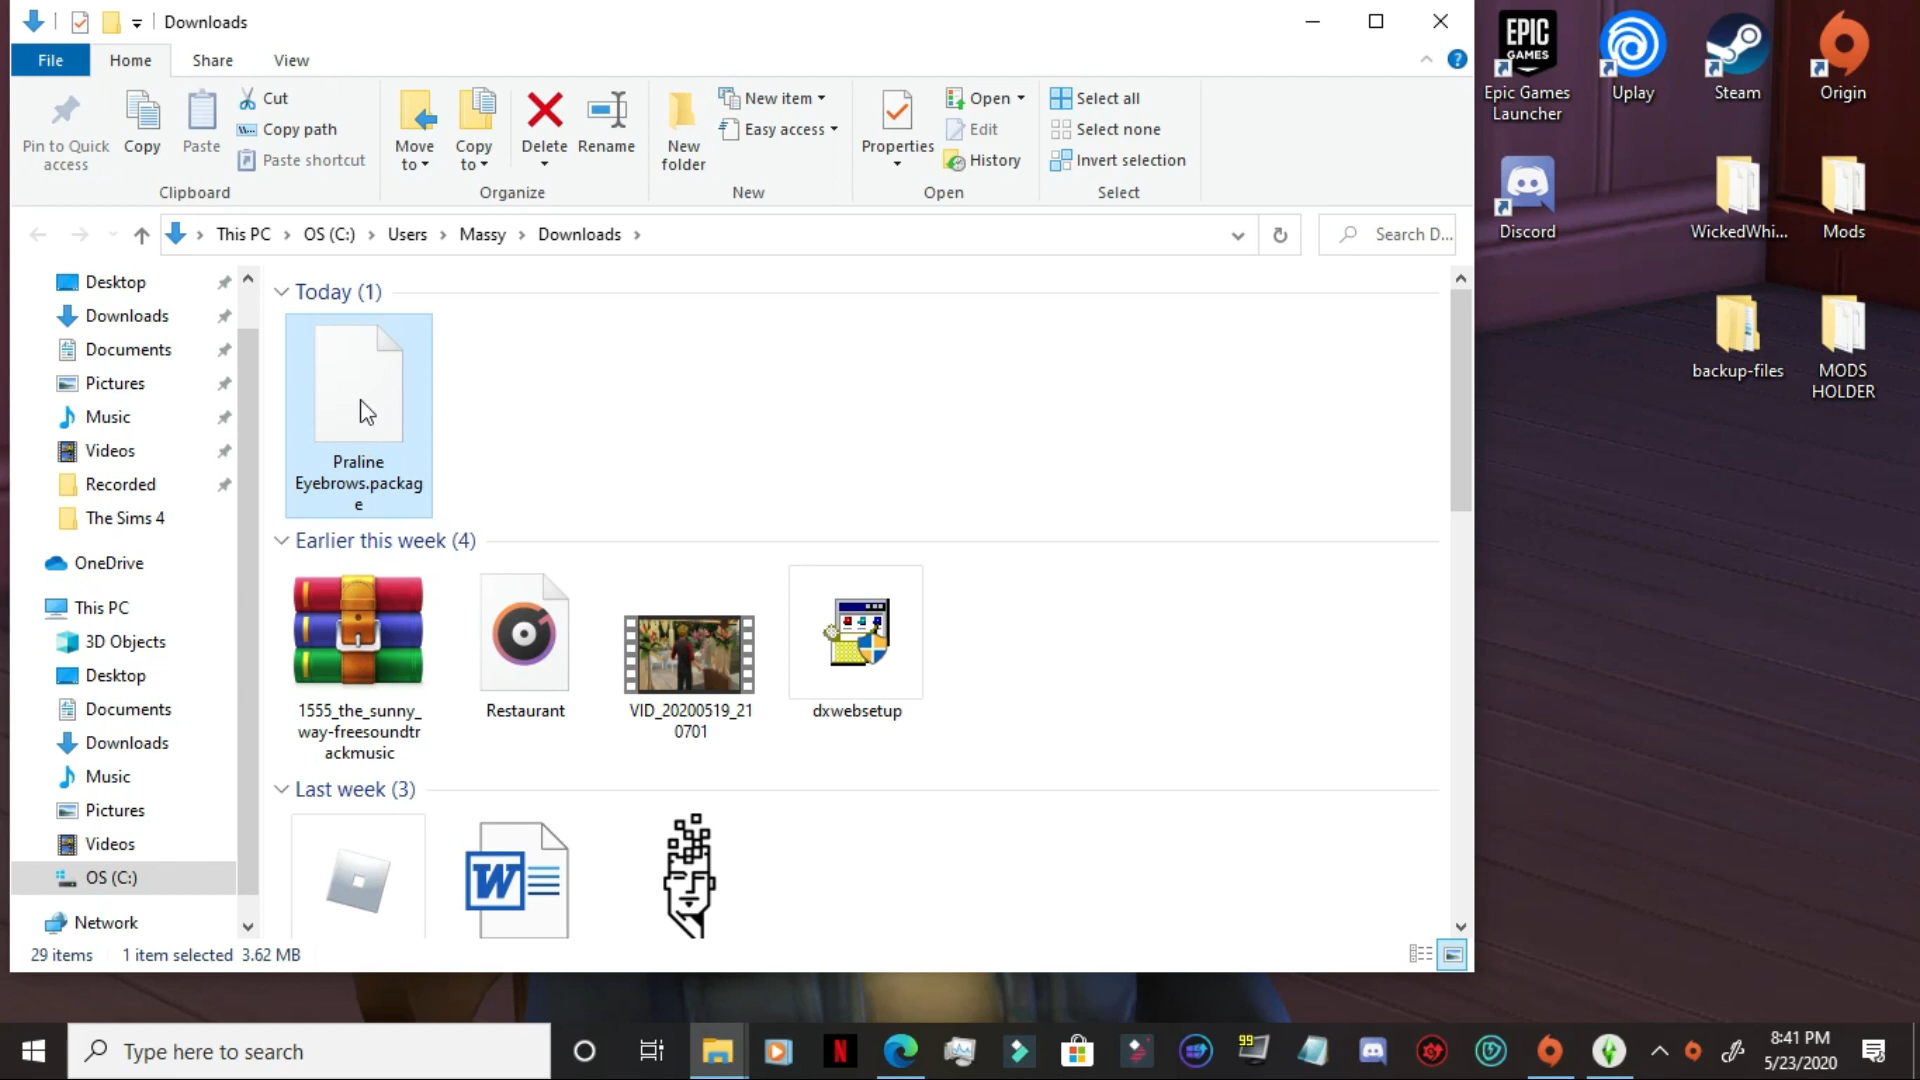 Downloads
File
Home
Share
View
Pin to Quick
access
Copy
Paste
Cut
Copy path
Paste shortcut
Clipboard
Move
to
Copy
to
Delete
Rename
Organize
New
folder
New item
Easy access
New
Properties
Open
Edit
History
Open
Select all
Select none
Invert selection
Select
This PC
OS (C:)
Users
Massy
Downloads
Search D...
Desktop
Downloads
Documents
Pictures
Music
Videos
Recorded
The Sims 4
OneDrive
This PC
3D Objects
Desktop
Documents
Downloads
Music
Pictures
Videos
OS (C:)
Network
Today (1)
Praline
Eyebrows.packag
e
Earlier this week (4)
1555_the_sunny_
way-freesoundtr
ackmusic
Restaurant
VID_20200519_21
0701
dxwebsetup
Last week (3)
W
29 items
1 item selected 3.62 MB
EPIC
GAMES
Epic Games
Launcher
Uplay
Steam
Origin
Discord
WickedWhi...
Mods
backup-files
MODS
HOLDER
Type here to search
N
99
8:41 PM
5/23/2020